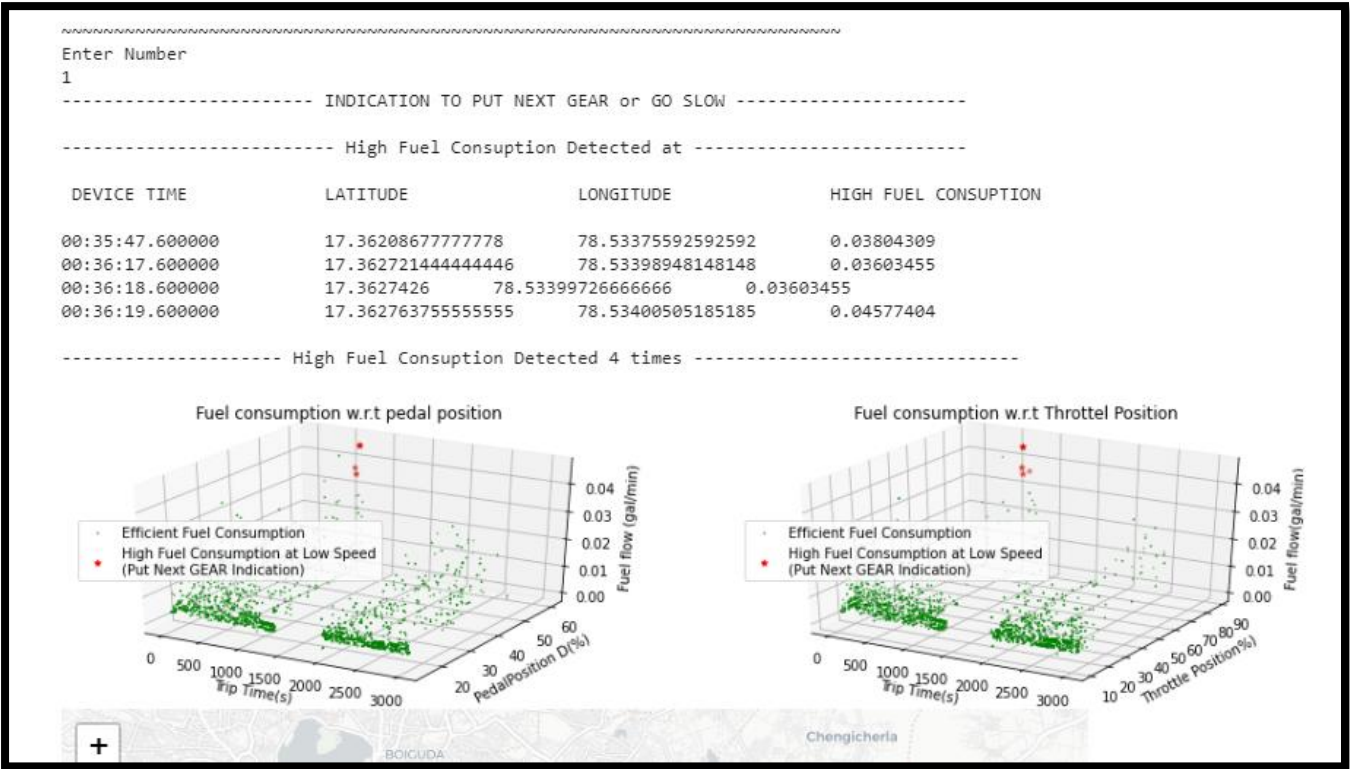 ~~~~~~~~~~~~~~~~~~~~~~~~~~~~~~~~~~~~~~~~~~~~~~~~~~~~~~~~~~~~~~~~~~~~~~~~~~~
Enter Number
1
------------------------ INDICATION TO PUT NEXT GEAR or GO SLOW ----------------------
-------------------------- High Fuel Consuption Detected at --------------------------
DEVICE TIME LATITUDE LONGITUDE HIGH FUEL CONSUPTION
00:35:47.600000 17.36208677777778 78.53375592592592 0.03804309
00:36:17.600000 17.362721444444446 78.53398948148148 0.03603455
00:36:18.600000 17.3627426 78.53399726666666 0.03603455
00:36:19.600000 17.362763755555555 78.53400505185185 0.04577404
--------------------- High Fuel Consuption Detected 4 times -------------------------------
Fuel consumption w.r.t pedal position
Efficient Fuel Consumption
High Fuel Consumption at Low Speed
(Put Next GEAR Indication)
0.04
0.03
0.02
0.01
0.00
Fuel flow (gal/min)
0 500 1000 1500 2000 2500 3000
Trip Time(s)
20 30 40 50 60
PedalPosition D(%)
Fuel consumption w.r.t Throttel Position
Efficient Fuel Consumption
High Fuel Consumption at Low Speed
(Put Next GEAR Indication)
0.04
0.03
0.02
0.01
0.00
Fuel flow(gal/min)
0 500 1000 1500 2000 2500 3000
Trip Time(s)
10 20 30 40 50 60 70 80 90
Throttle Position%)
+
BOIGUDA
Chengicherla